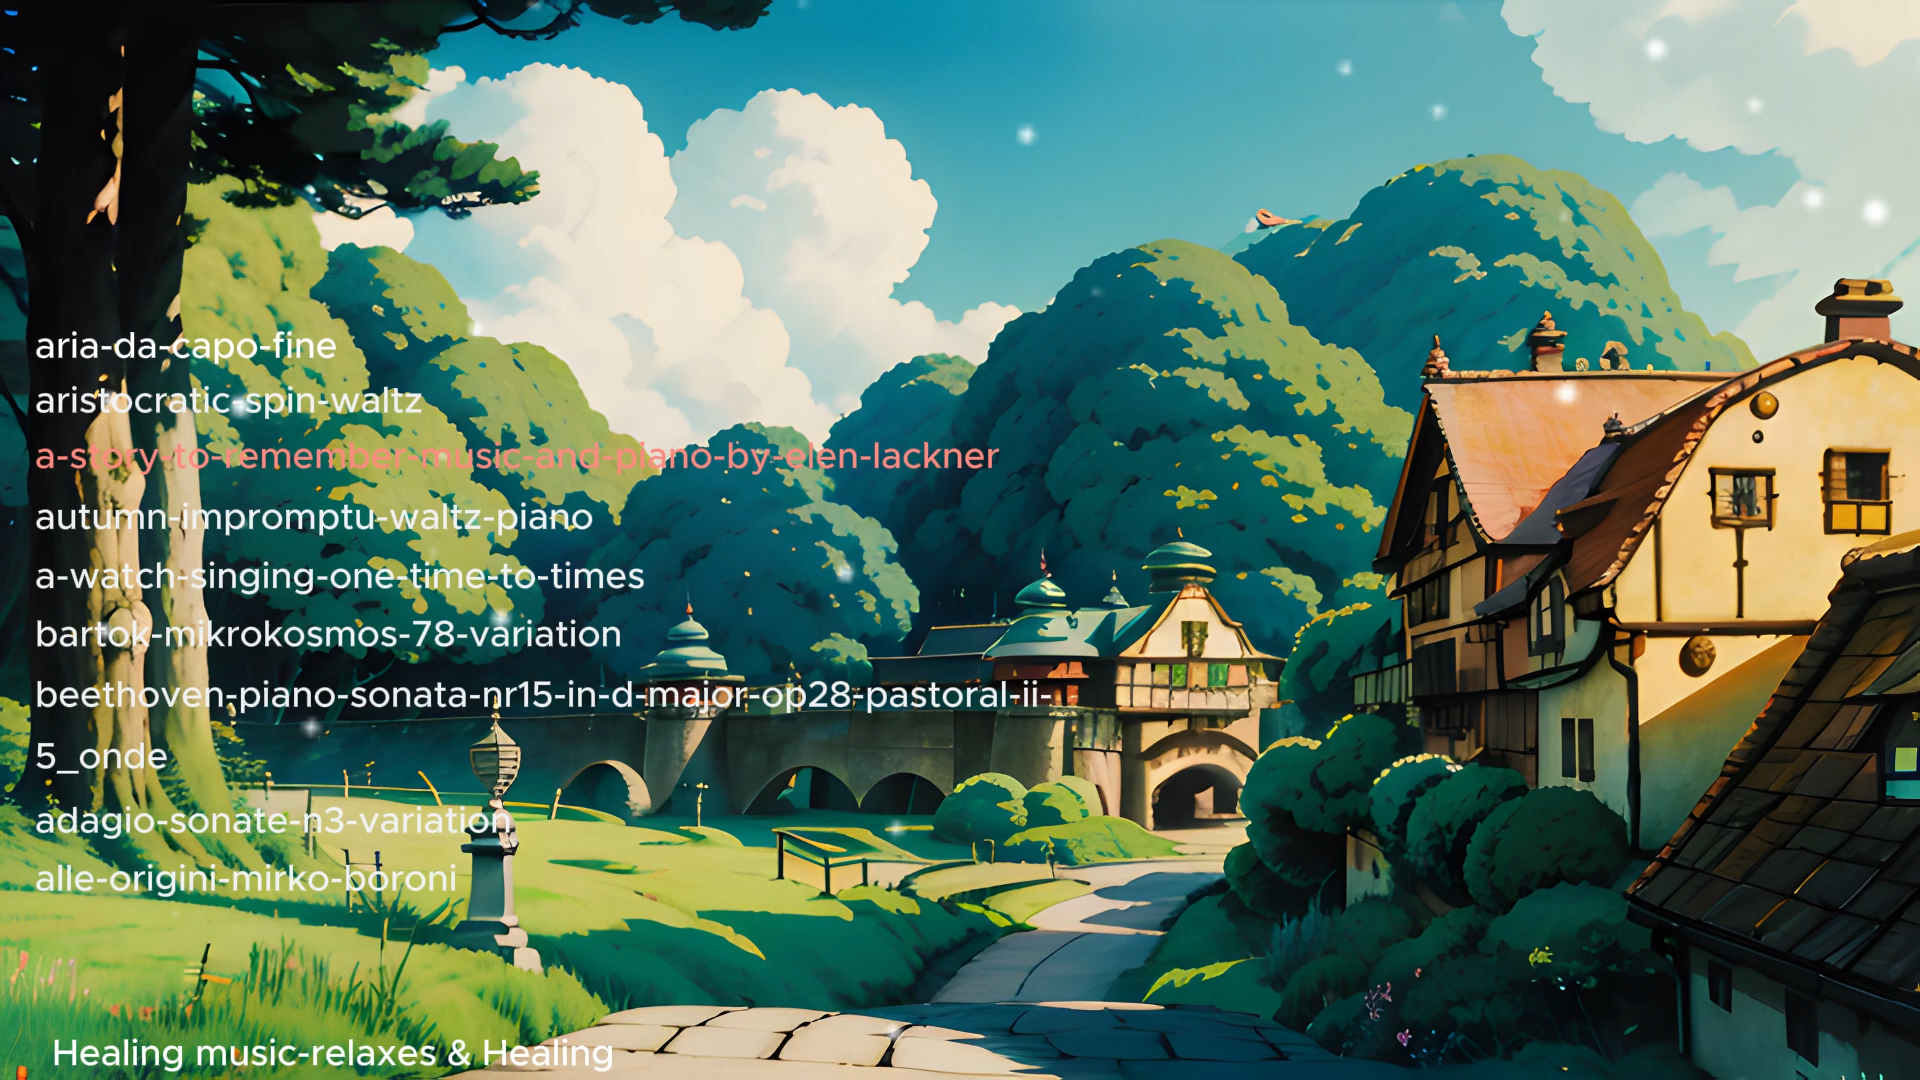 aria-da-capo-fine
aristocratic-spin-waltz
a-story-to-remember-music-and-piano-by-elen-lackner
autumn-impromptu-waltz-piano
a-watch-singing-one-time-to-times
bartok-mikrokosmos-78-variation
beethoven-piano-sonata-nr15-in-d-major-op28-pastoral-ii-
5_onde
adagio-sonate-n3-variation
alle-origini-mirko-boroni
Healing music-relaxes & Healing